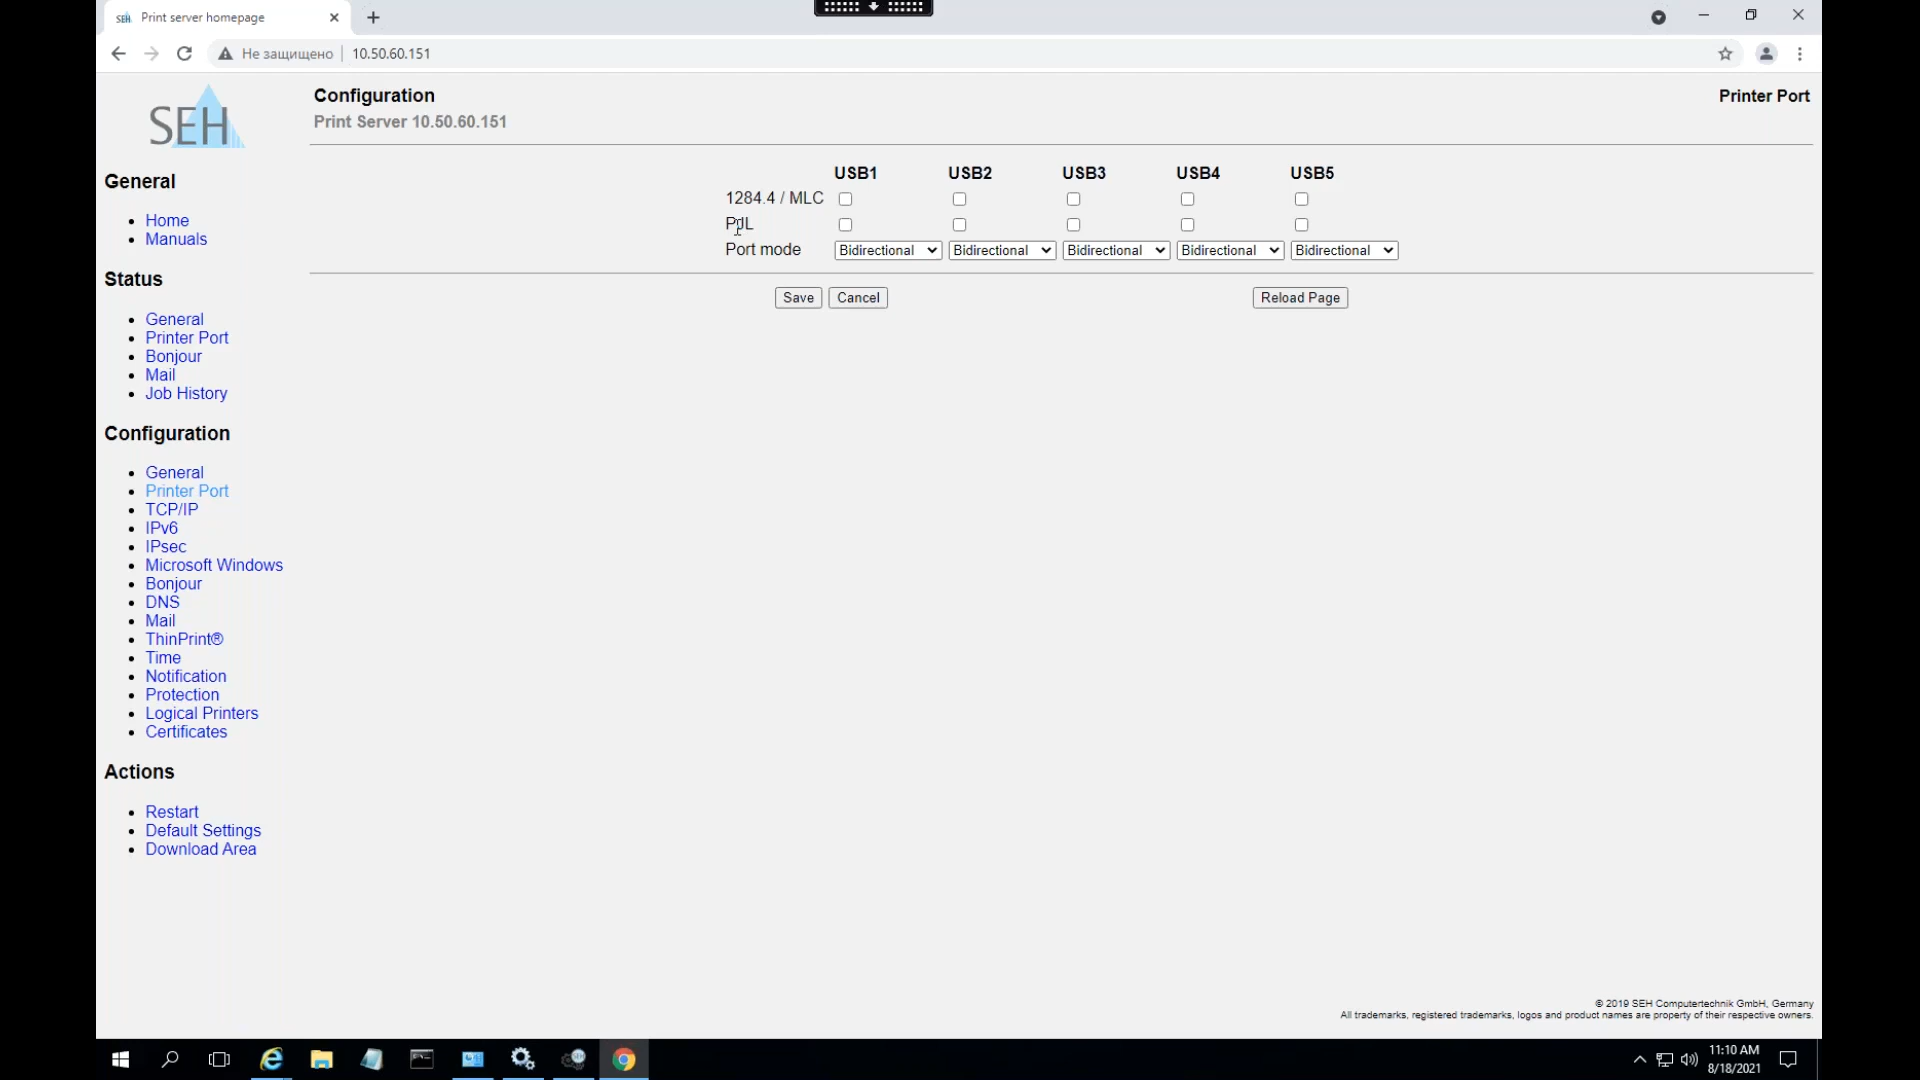 SEH Print server homepage
Не защищено 10.50.60.151
SEH
Configuration
Print Server 10.50.60.151
Printer Port
General
Home
Manuals
Status
General
Printer Port
Bonjour
Mail
Job History
Configuration
General
Printer Port
TCP/IP
IPv6
IPsec
Microsoft Windows
Bonjour
DNS
Mail
ThinPrint®
Time
Notification
Protection
Logical Printers
Certificates
Actions
Restart
Default Settings
Download Area
USB1 USB2 USB3 USB4 USB5
1284.4 / MLC
PJL
Port mode Bidirectional Bidirectional Bidirectional Bidirectional Bidirectional
Save Cancel Reload Page
© 2019 SEH Computertechnik GmbH, Germany
All trademarks, registered trademarks, logos and product names are property of their respective owners.
11:10 AM
8/18/2021